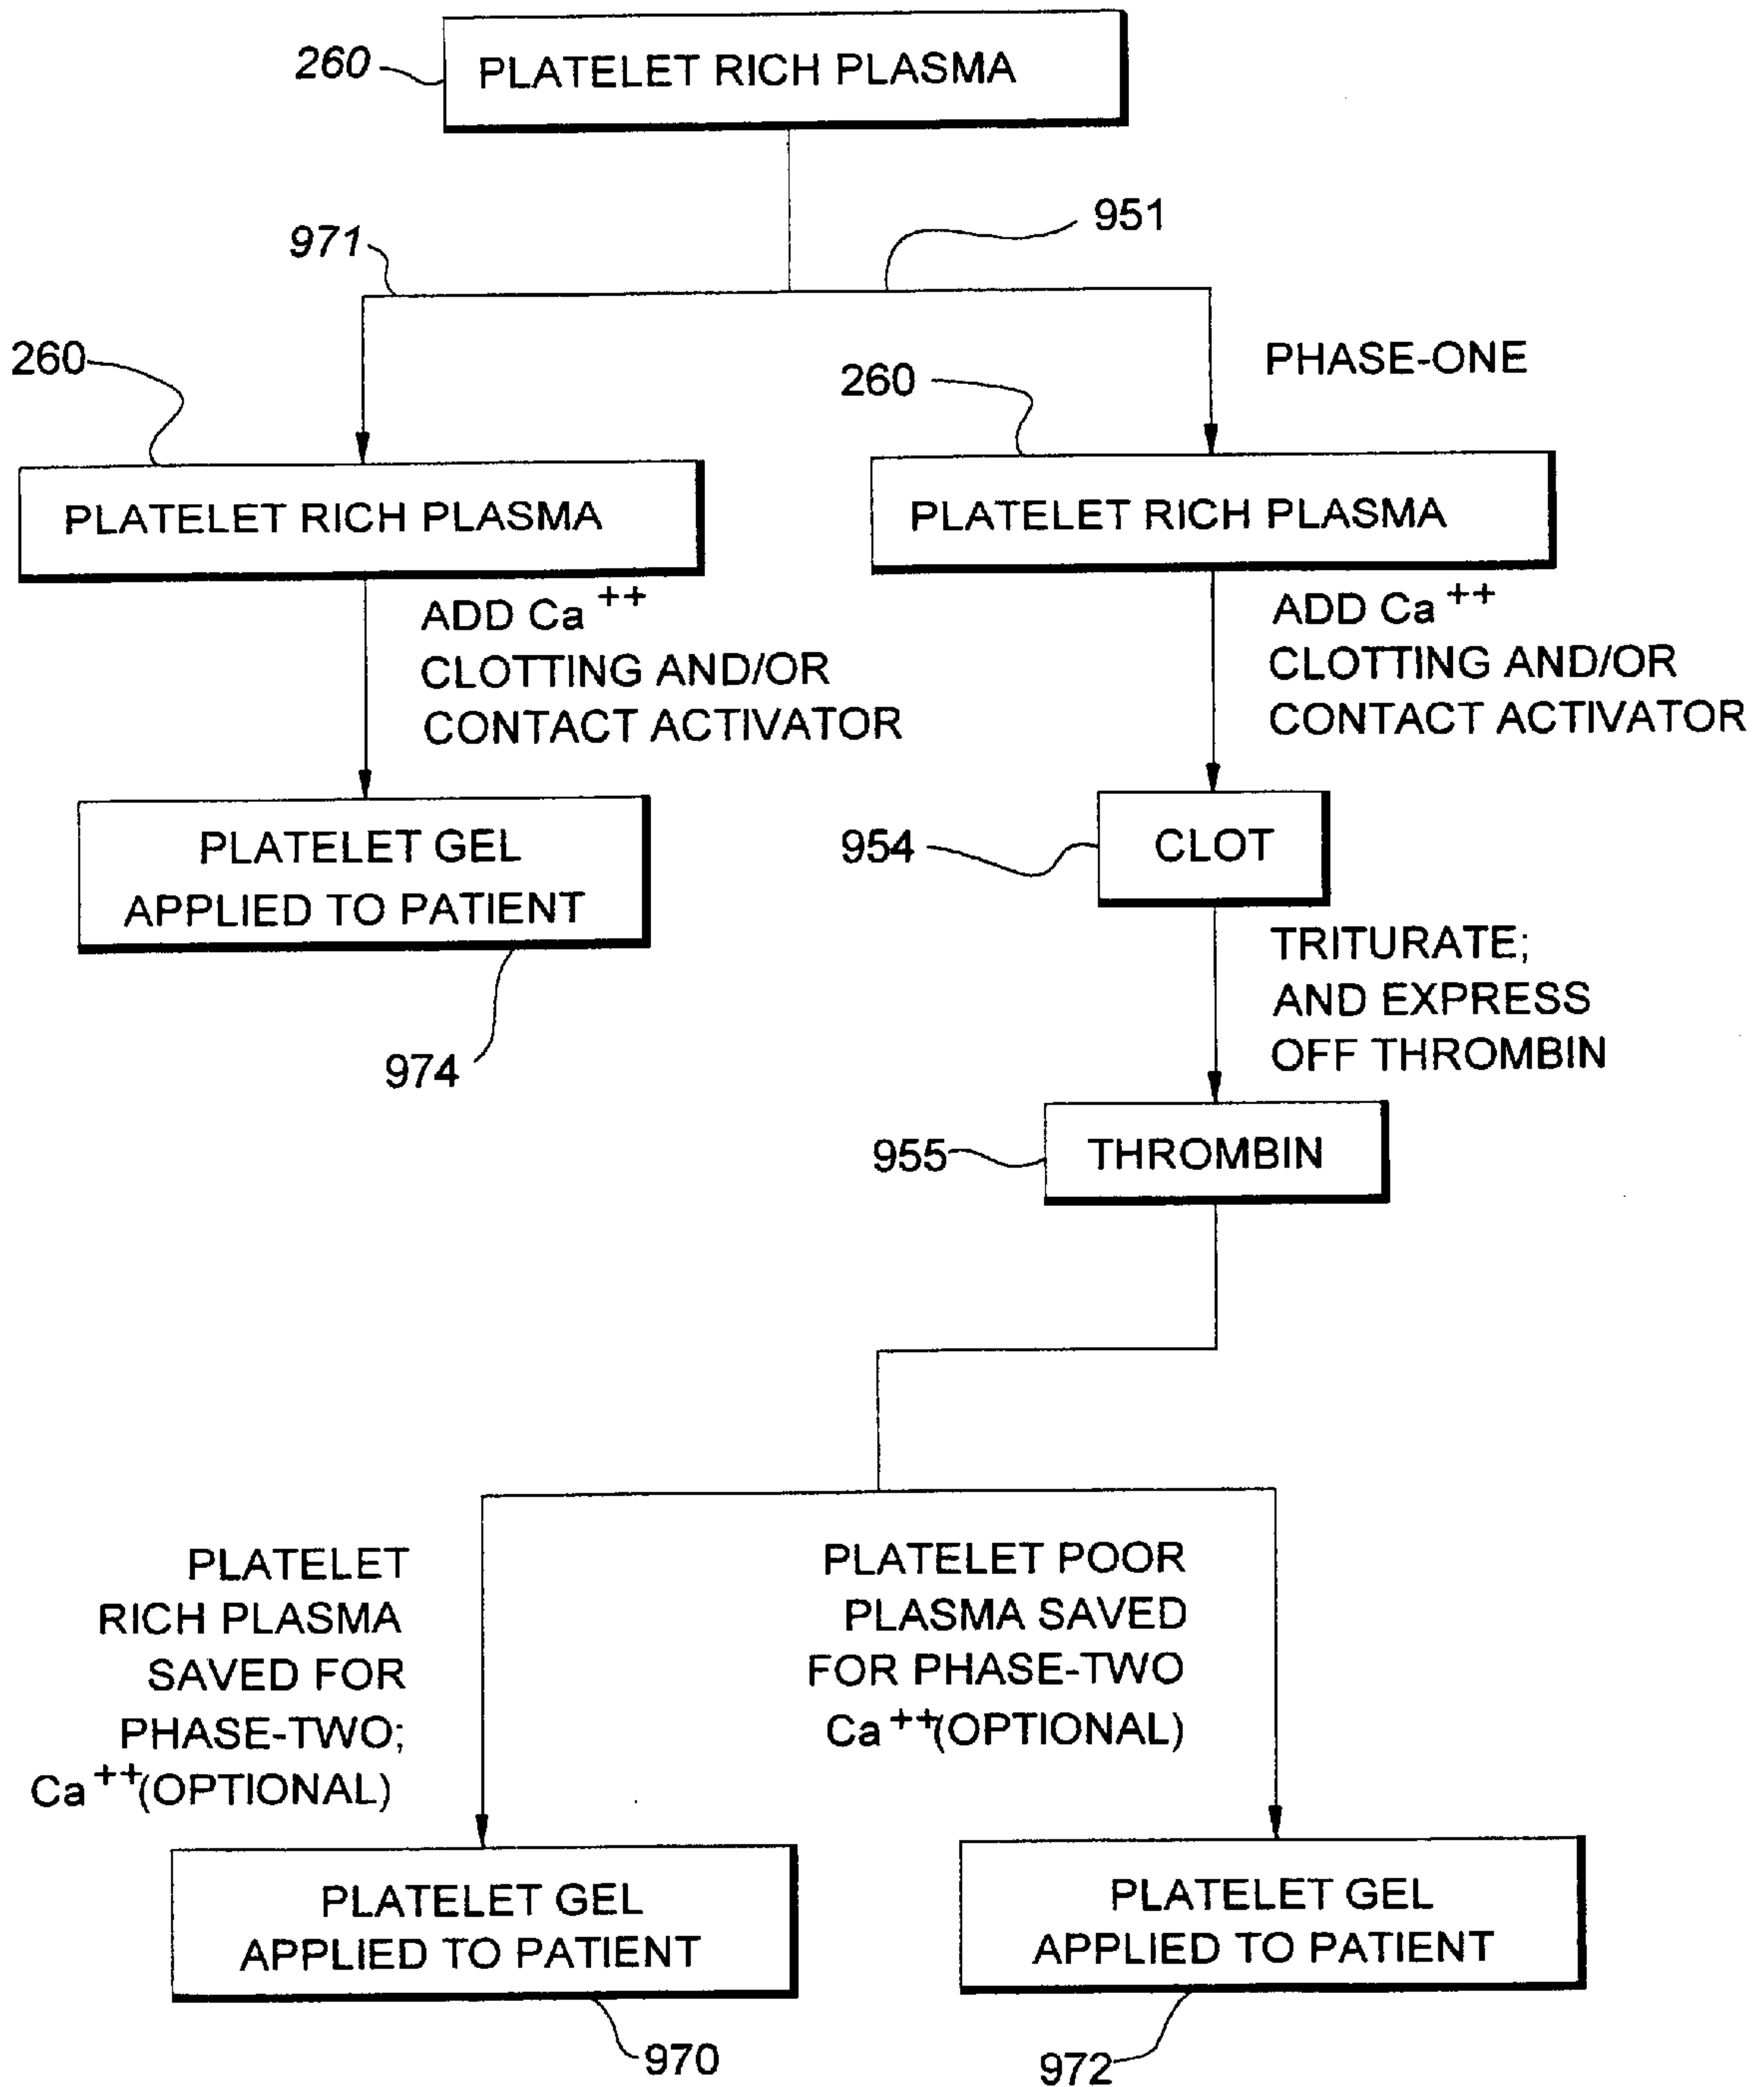 260
PLATELET RICH PLASMA
971
951
PHASE-ONE
260
260
PLATELET RICH PLASMA
PLATELET RICH PLASMA
ADD Ca++
CLOTTING AND/OR
CONTACT ACTIVATOR
ADD Ca++
CLOTTING AND/OR
CONTACT ACTIVATOR
PLATELET GEL
APPLIED TO PATIENT
974
954
CLOT
TRITURATE;
AND EXPRESS
OFF THROMBIN
955
THROMBIN
PLATELET
RICH PLASMA
SAVED FOR
PHASE-TWO;
Ca++(OPTIONAL)
PLATELET POOR
PLASMA SAVED
FOR PHASE-TWO
Ca++(OPTIONAL)
PLATELET GEL
APPLIED TO PATIENT
970
PLATELET GEL
APPLIED TO PATIENT
972